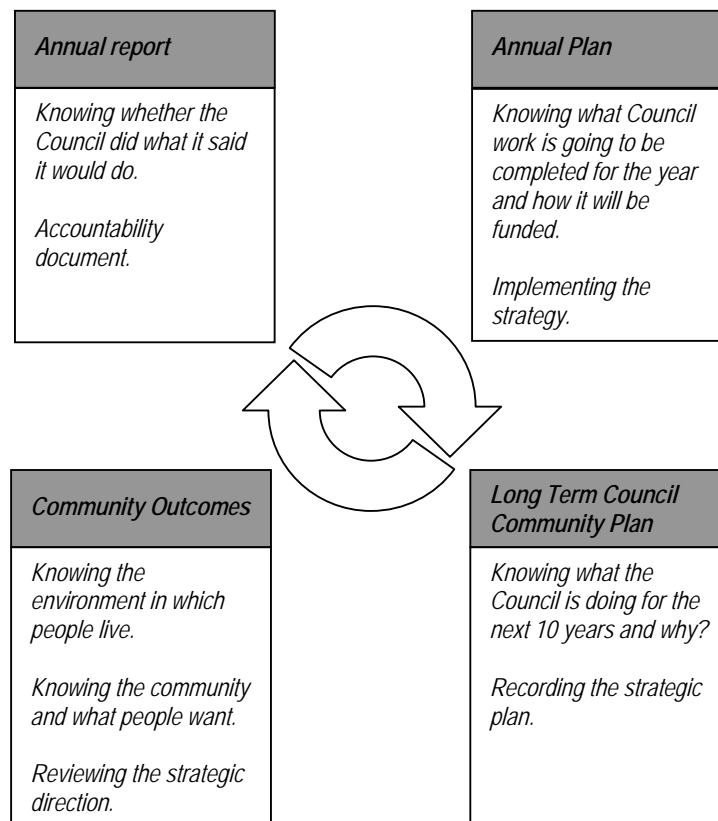 Annual report
Knowing whether the
Council did what it said
it would do.
Accountability
document.
Annual Plan
Knowing what Council
work is going to be
completed for the year
and how it will be
funded.
Implementing the
strategy.
Community Outcomes
Knowing the
environment in which
people live.
Knowing the community
and what people want.
Reviewing the strategic
direction.
Long Term Council
Community Plan
Knowing what the
Council is doing for the
next 10 years and why?
Recording the strategic
plan.